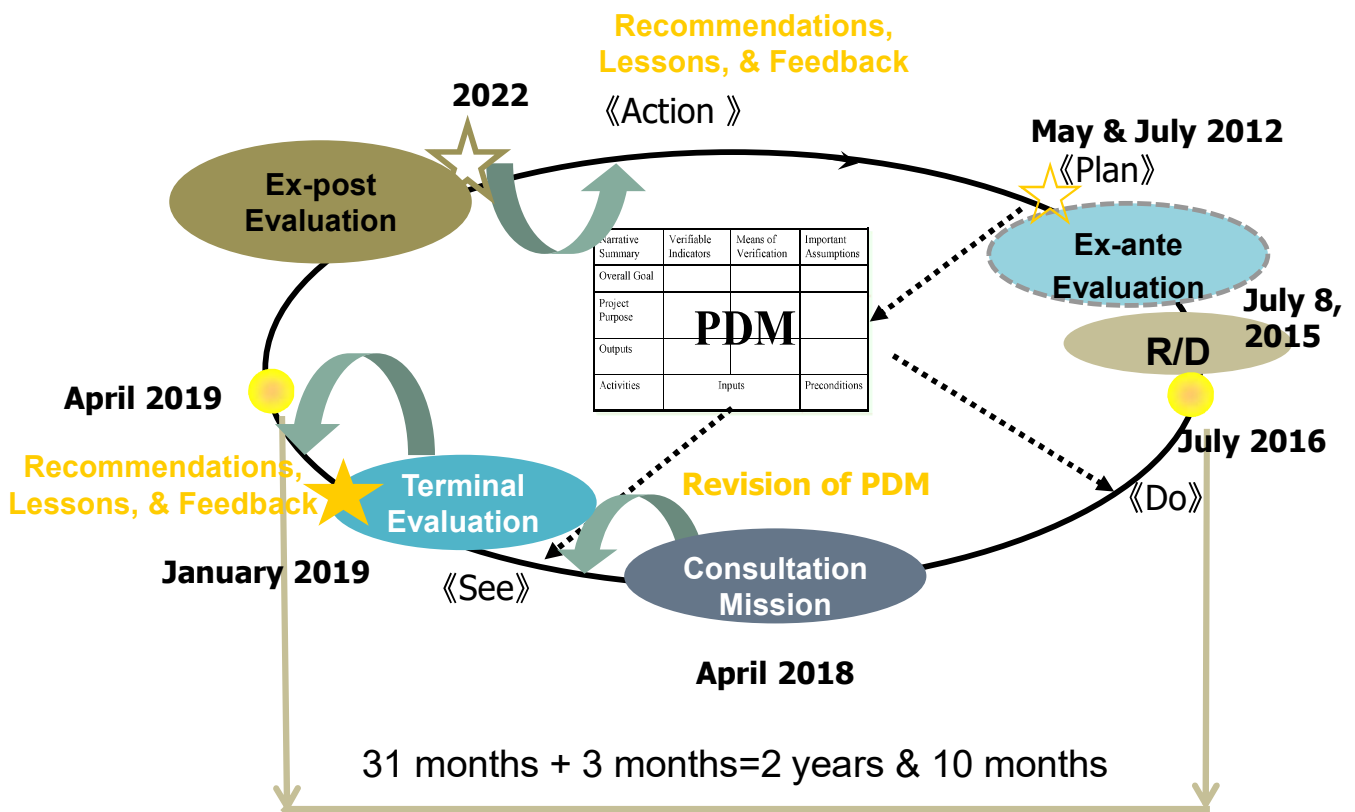 Recommendations,
Lessons, & Feedback
2022
《Action 》
May & July 2012
《Plan》
Ex-post
Evaluation
Ex-ante
Evaluation
Narrative
Summary
Verifiable
Indicators
Means of
Verification
Important
Assumptions
Overall Goal
Project
Purpose
PDM
Outputs
Activities
Inputs
Preconditions
July 8,
2015
R/D
April 2019
July 2016
Recommendations,
Lessons, & Feedback
Terminal
Evaluation
Revision of PDM
《Do》
January 2019
《See》
Consultation
Mission
April 2018
31 months + 3 months=2 years & 10 months